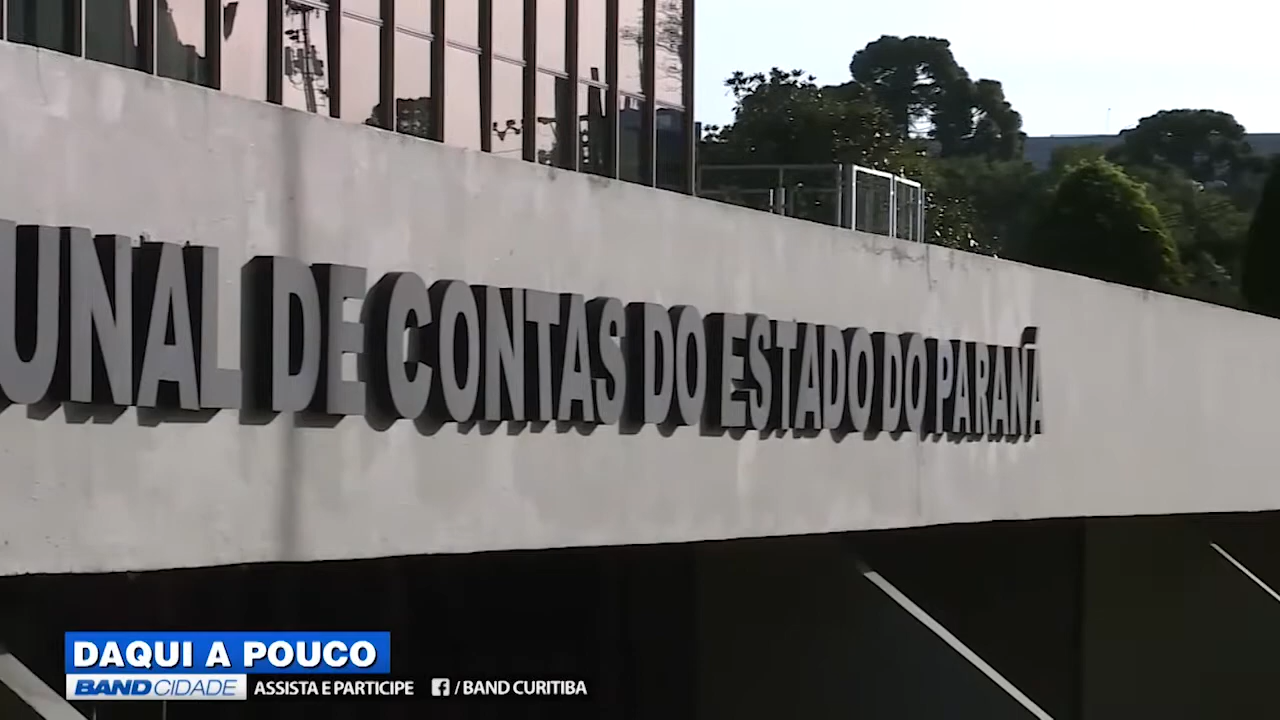 UNAL DE CONTAS DO ESTADO DO PARANÁ
DAQUI A POUCO
BAND CIDADE ASSISTA E PARTICIPE / BAND CURITIBA